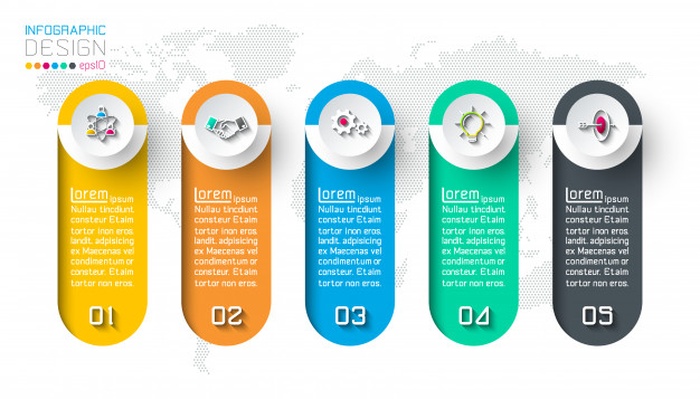 INFOGRAPHIC
DESIGN
eps10
Lorem Ipsum
Nullau tincdiunt
consteur Etaim
tortor inon eros.
landit. adpisicing
ex Maecenas vel
condimentum or
consteur. Etaim
tortor non eros.
01
Lorem Ipsum
Nullau tincdiunt
consteur Etaim
tortor inon eros.
landit. adpisicing
ex Maecenas vel
condimentum or
consteur. Etaim
tortor non eros.
02
Lorem Ipsum
Nullau tincdiunt
consteur Etaim
tortor inon eros.
landit. adpisicing
ex Maecenas vel
condimentum or
consteur. Etaim
tortor non eros.
03
Lorem Ipsum
Nullau tincdiunt
consteur Etaim
tortor inon eros.
landit. adpisicing
ex Maecenas vel
condimentum or
consteur. Etaim
tortor non eros.
04
Lorem Ipsum
Nullau tincdiunt
consteur Etaim
tortor inon eros.
landit. adpisicing
ex Maecenas vel
condimentum or
consteur. Etaim
tortor non eros.
05